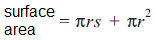 surface area = πrs + πr²